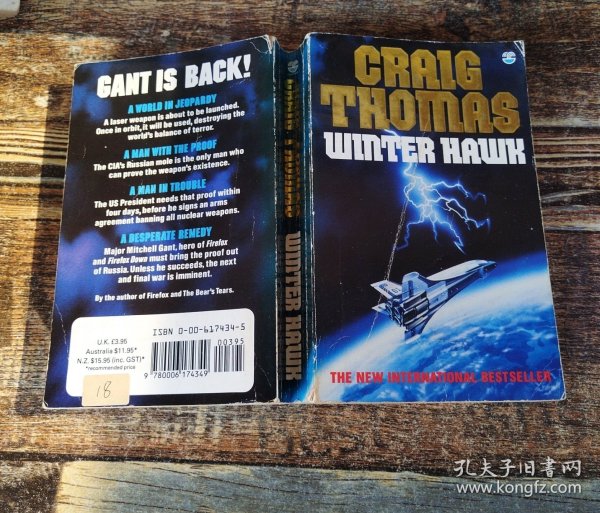 GANT IS BACK!
A WORLD IN JEOPARDY
A laser weapon is about to be launched.
Once in orbit, it will be used, destroying the
world's balance of terror.
A MAN WITH THE PROOF
The CIA's Russian mole is the only man who
can prove the weapon's existence.
A MAN IN TROUBLE
The US President needs that proof within
four days, before he signs an arms
agreement banning all nuclear weapons.
A DESPERATE REMEDY
Major Mitchell Gant, hero of Firefox
and Firefox Down must bring the proof out
of Russia. Unless he succeeds, the next
and final war is imminent.
By the author of Firefox and The Bear's Tears.
U.K. £3.95
Australia $11.95*
N.Z. $15.95 (inc. GST)*
*recommended price
ISBN 0-00-617434-5
00395
9 780006 174349
18
CRAIG THOMAS
WINTER HAWK
CRAIG
THOMAS
WINTER HAWK
THE NEW INTERNATIONAL BESTSELLER
孔夫子旧书网
www.kongfz.com